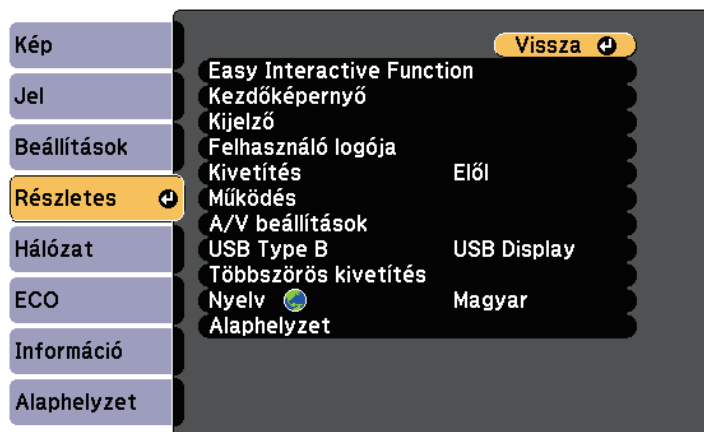 Kép
Jel
Beállítások
Részletes
Hálózat
ECO
Információ
Alaphelyzet
Vissza
Easy Interactive Function
Kezdőképernyő
Kijelző
Felhasználó logója
Kivetítés Elől
Működés
A/V beállítások
USB Type B USB Display
Többszörös kivetítés
Nyelv Magyar
Alaphelyzet